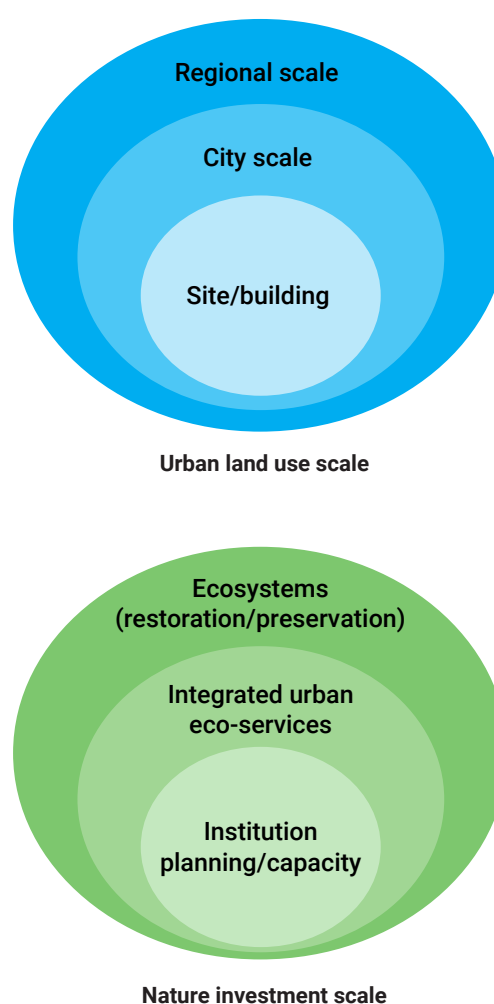 Regional scale
City scale
Site/building
Urban land use scale
Ecosystems
(restoration/preservation)
Integrated urban
eco-services
Institution
planning/capacity
Nature investment scale